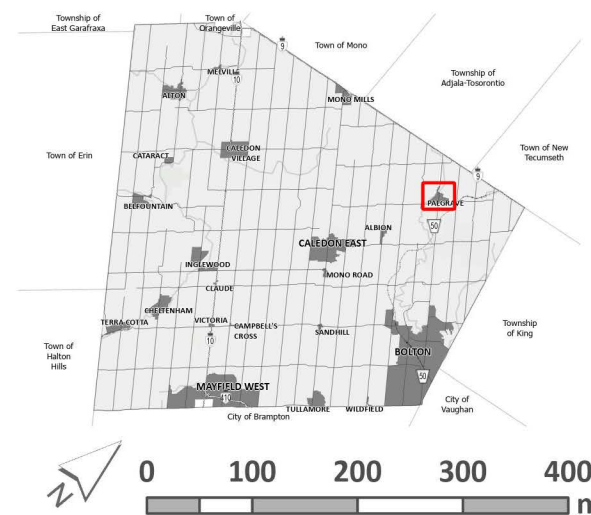 Township of
East Garafraxa
Town of
Orangeville
9
Town of Mono
Township of
Adjala-Tosorontio
MELVILLE
10
ALTON
MONO MILLS
Town of Erin
CATARACT
CALEDON
VILLAGE
Town of New
Tecumseth
9
PALGRAVE
BELFOUNTAIN
ALBION
50
CALEDON EAST
INGLEWOOD
MONO ROAD
CLAUDE
CHELTENHAM
TERRA COTTA
VICTORIA
CAMPBELL'S
CROSS
SANDHILL
10
Township
of King
Town of
Halton
Hills
BOLTON
50
MAYFIELD WEST
410
TULLAMORE
WILDFIELD
City of Brampton
City of
Vaughan
N
0 100 200 300 400